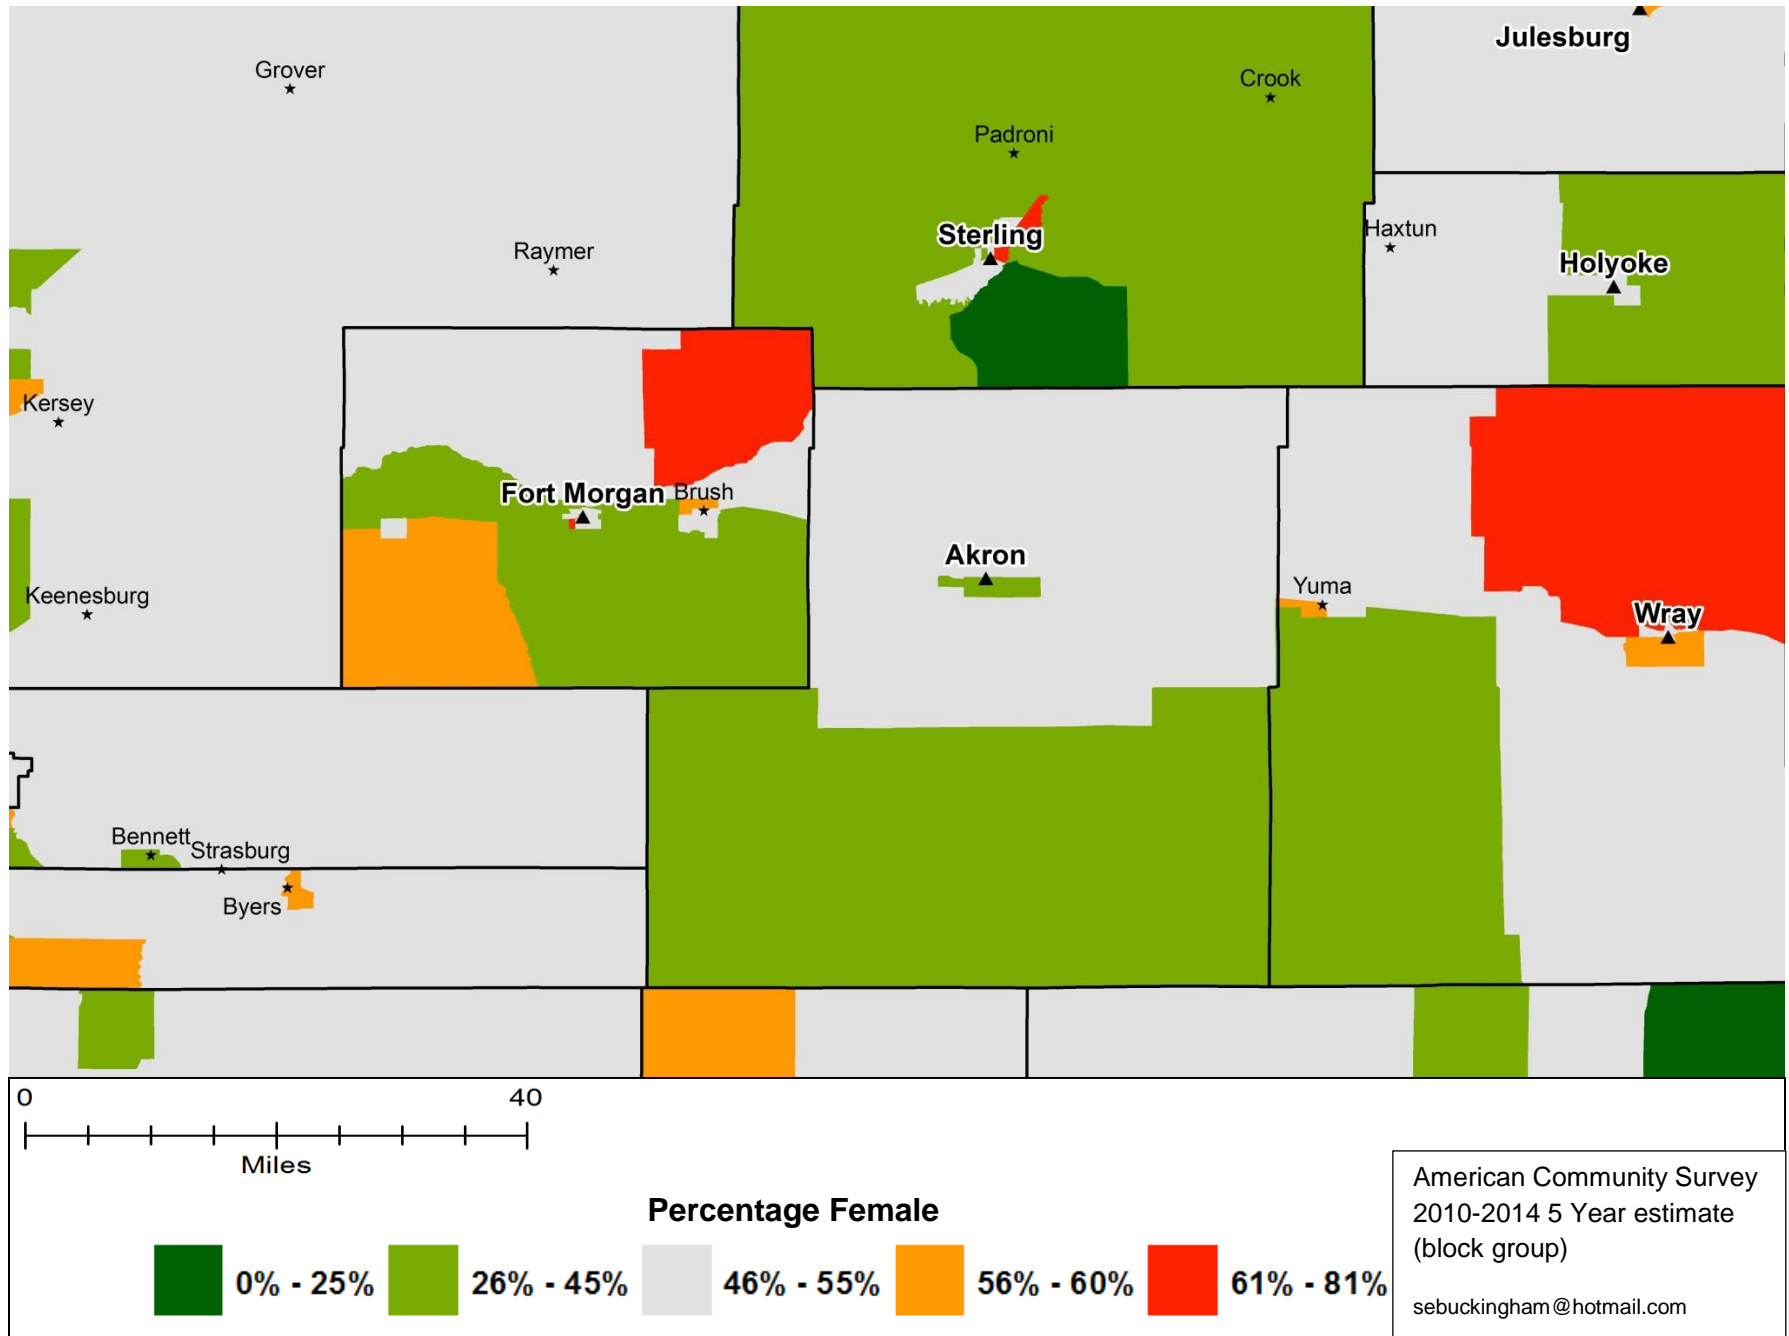 Julesburg
Grover
Crook
Padroni
Haxtun
Sterling
Raymer
Holyoke
Kersey
Fort Morgan
Brush
Akron
Yuma
Keenesburg
Wray
Bennett
Strasburg
Byers
0 40
Miles
Percentage Female
0% - 25% 26% - 45% 46% - 55% 56% - 60% 61% - 81%
American Community Survey
2010-2014 5 Year estimate
(block group)
sebuckingham@hotmail.com